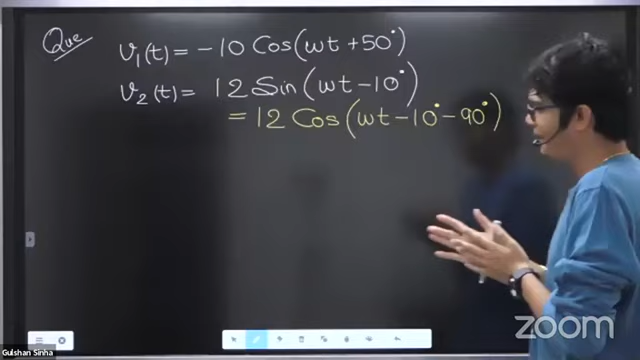 Que
v₁(t) = -10 Cos(ωt + 50°)
v₂(t) = 12 Sin(ωt - 10°)
= 12 Cos(ωt - 10° - 90°)
Gulshan Sinha
zoom